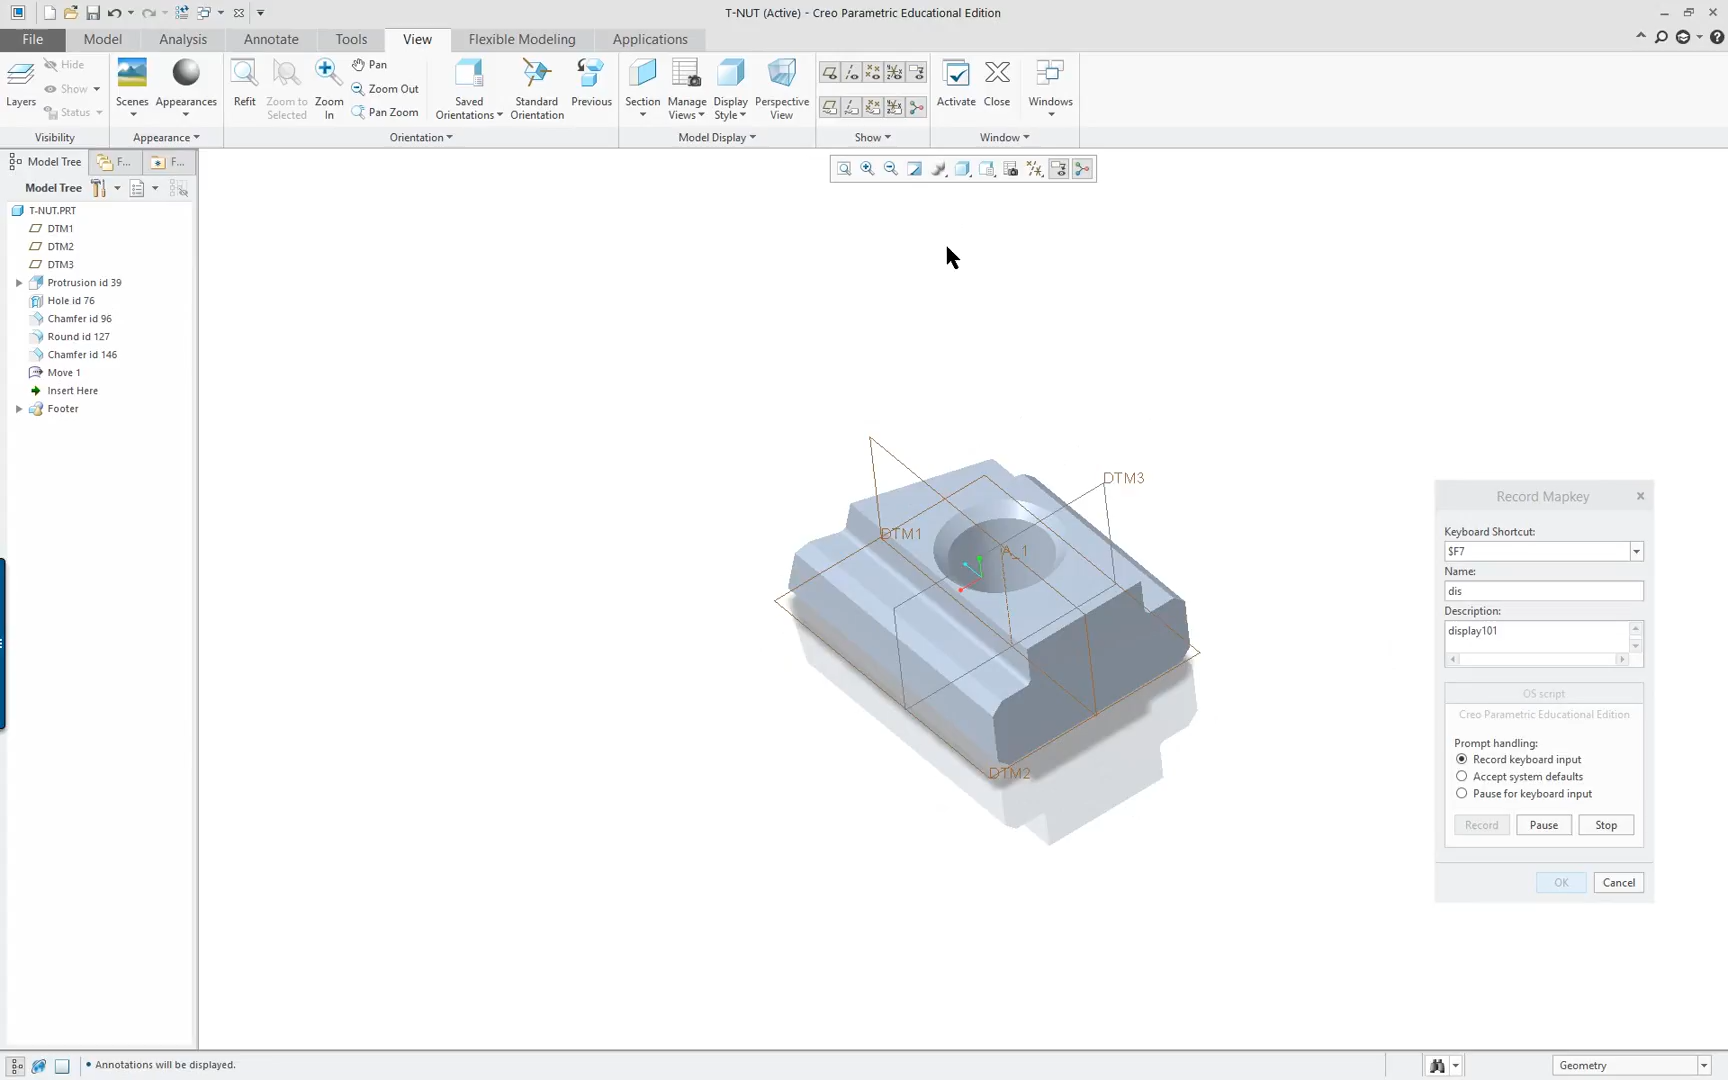 T-NUT (Active) - Creo Parametric Educational Edition
File Model Analysis Annotate Tools View Flexible Modeling Applications
Layers
Hide
Show
Status
Visibility
Scenes
Appearances
Appearance
Refit
Zoom to Selected
Zoom In
Pan
Zoom Out
Pan Zoom
Saved Orientations
Standard Orientation
Previous
Orientation
Section
Manage Views
Display Style
Perspective View
Model Display
Show
Activate
Close
Windows
Window
Model Tree F... F...
Model Tree
T-NUT.PRT
DTM1
DTM2
DTM3
Protrusion id 39
Hole id 76
Chamfer id 96
Round id 127
Chamfer id 146
Move 1
Insert Here
Footer
DTM3
DTM1
A_1
DTM2
Record Mapkey
Keyboard Shortcut:
$F7
Name:
dis
Description:
display101
OS script
Creo Parametric Educational Edition
Prompt handling:
Record keyboard input
Accept system defaults
Pause for keyboard input
Record Pause Stop
OK Cancel
• Annotations will be displayed.
Geometry